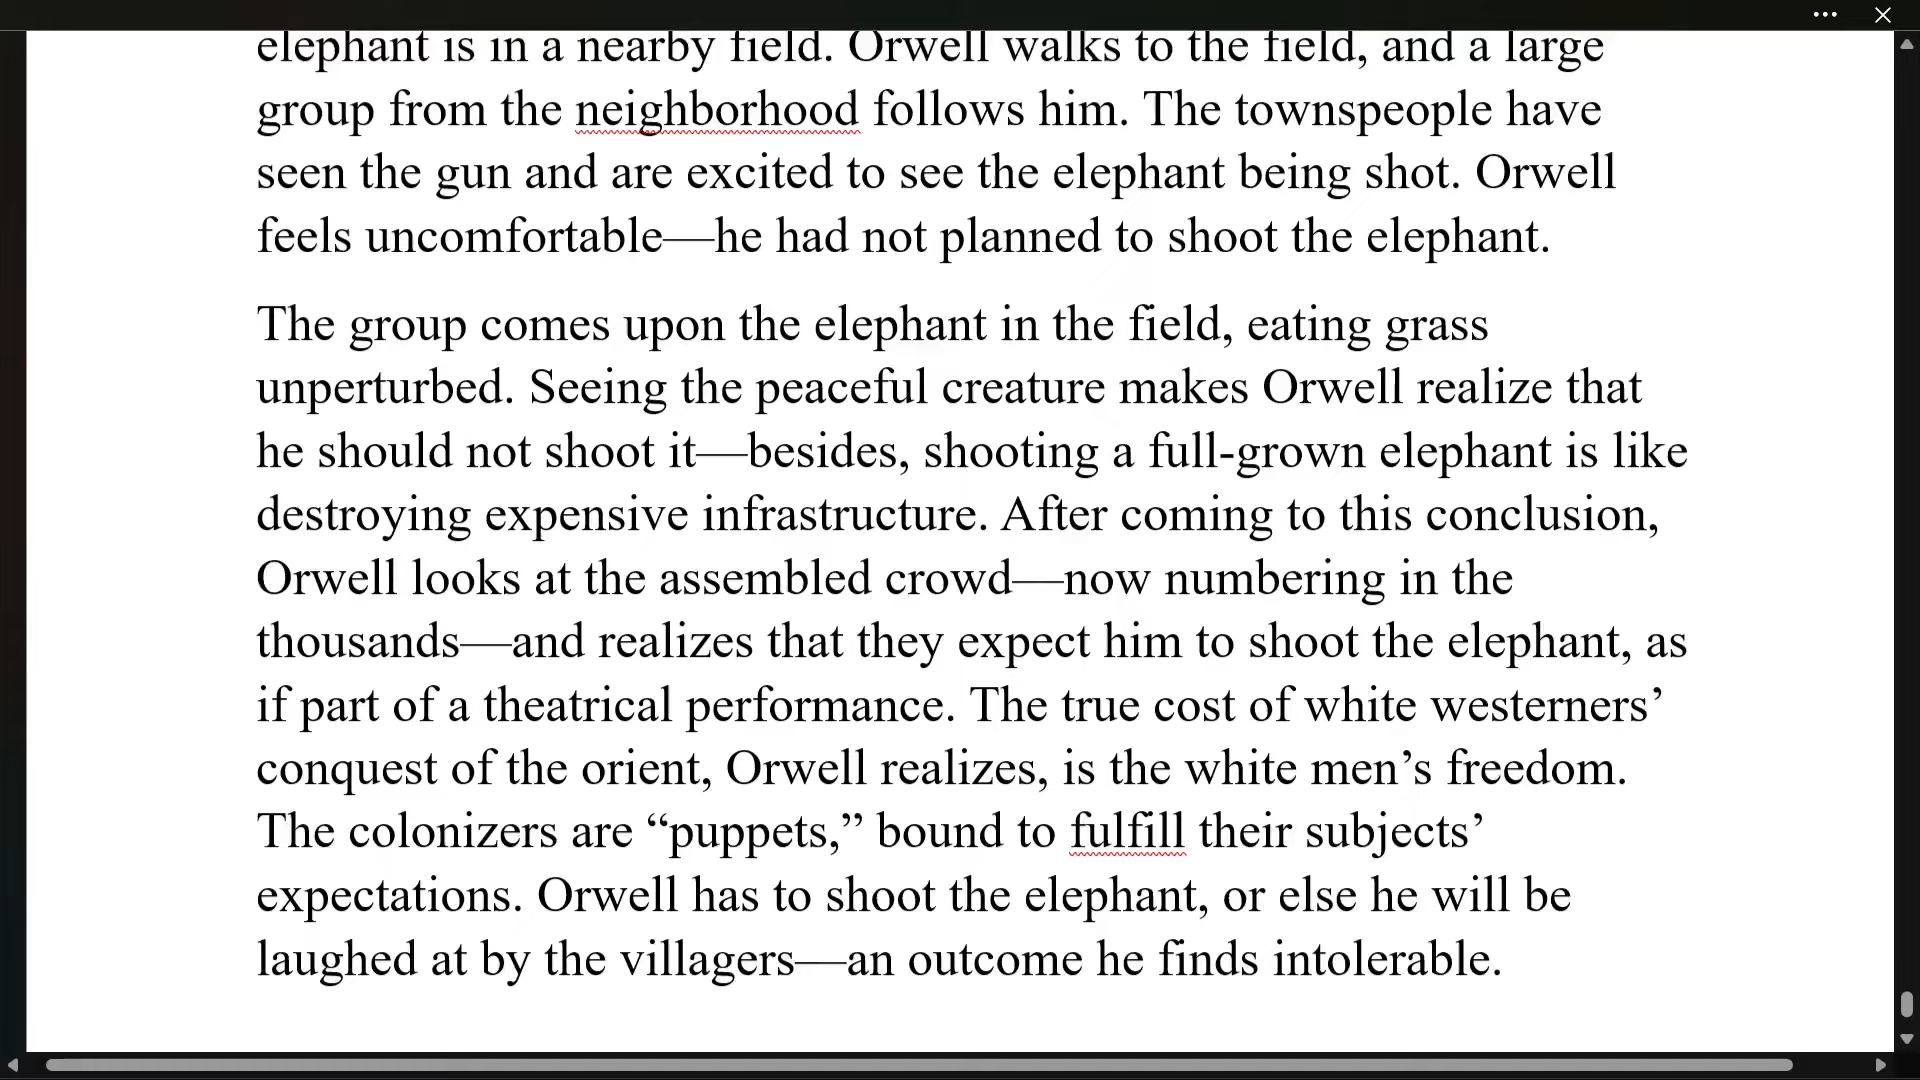 elephant is in a nearby field. Orwell walks to the field, and a large
group from the neighborhood follows him. The townspeople have
seen the gun and are excited to see the elephant being shot. Orwell
feels uncomfortable—he had not planned to shoot the elephant.
The group comes upon the elephant in the field, eating grass
unperturbed. Seeing the peaceful creature makes Orwell realize that
he should not shoot it—besides, shooting a full-grown elephant is like
destroying expensive infrastructure. After coming to this conclusion,
Orwell looks at the assembled crowd—now numbering in the
thousands—and realizes that they expect him to shoot the elephant, as
if part of a theatrical performance. The true cost of white westerners’
conquest of the orient, Orwell realizes, is the white men’s freedom.
The colonizers are “puppets,” bound to fulfill their subjects’
expectations. Orwell has to shoot the elephant, or else he will be
laughed at by the villagers—an outcome he finds intolerable.